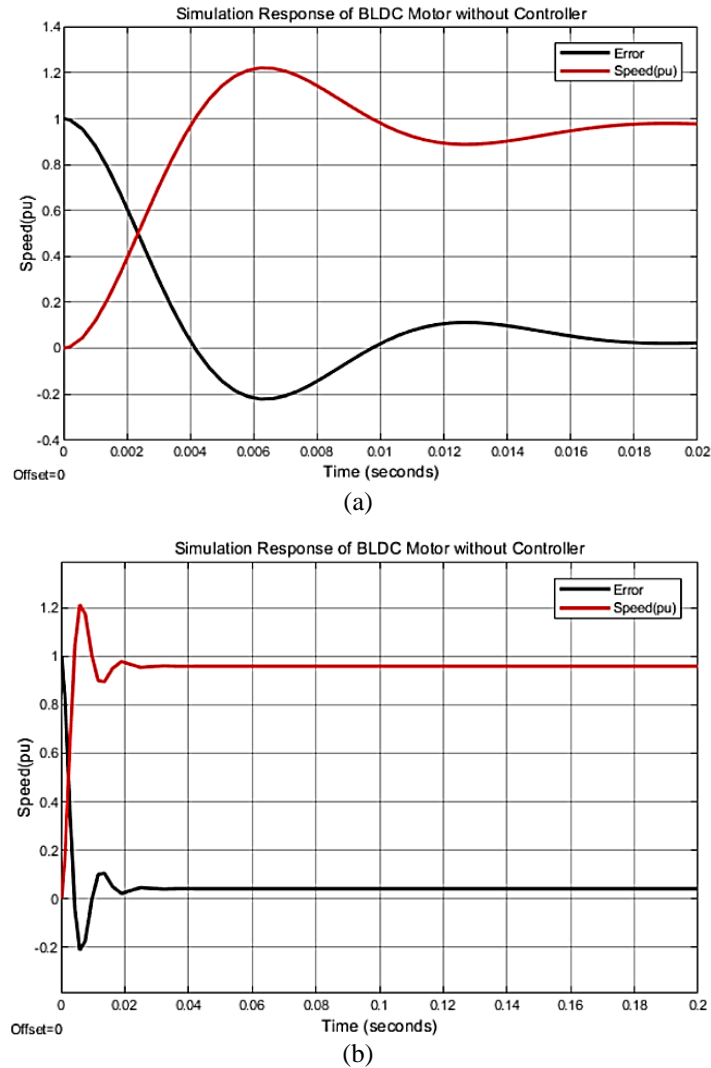 Simulation Response of BLDC Motor without Controller
1.4
1.2
1
0.8
0.6
0.4
0.2
0
-0.2
-0.4
Speed(pu)
Error
Speed(pu)
0 0.002 0.004 0.006 0.008 0.01 0.012 0.014 0.016 0.018 0.02
Offset=0
Time (seconds)
(a)
Simulation Response of BLDC Motor without Controller
1.2
1
0.8
0.6
0.4
0.2
0
-0.2
Speed(pu)
Error
Speed(pu)
0 0.02 0.04 0.06 0.08 0.1 0.12 0.14 0.16 0.18 0.2
Offset=0
Time (seconds)
(b)